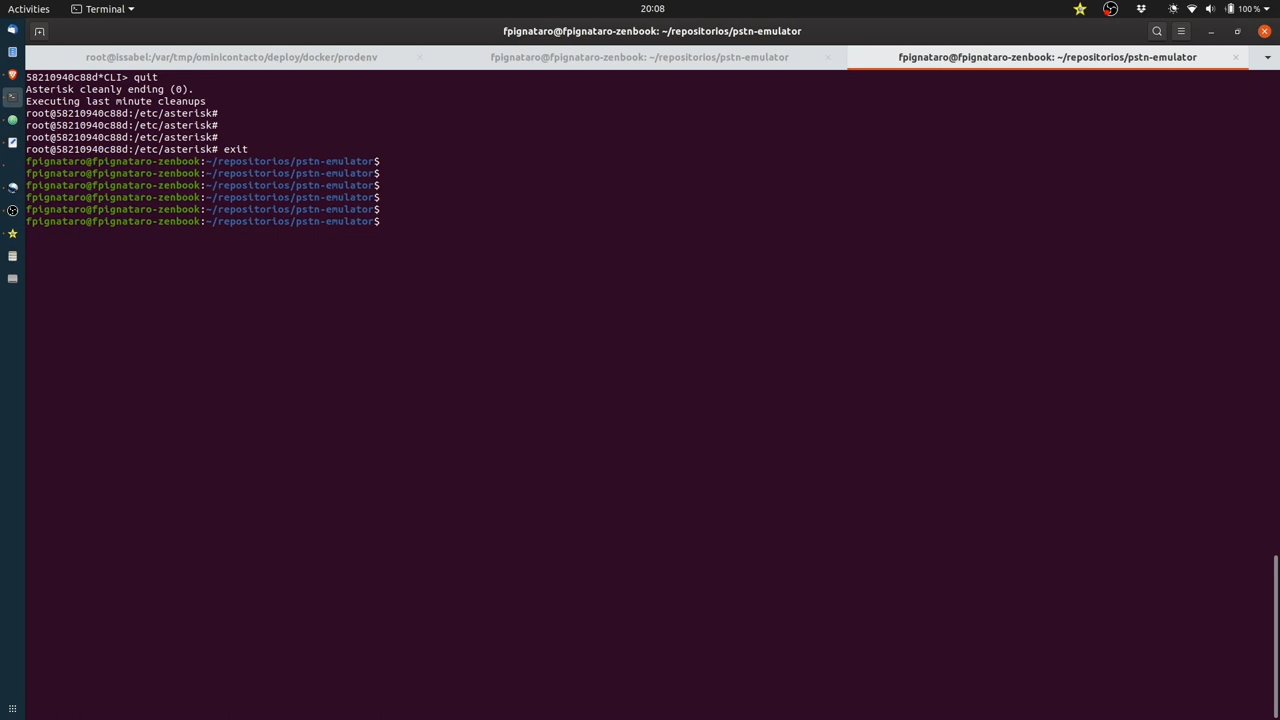 Activities
Terminal
20:08
100 %
fpignataro@fpignataro-zenbook: ~/repositorios/pstn-emulator
root@issabel:/var/tmp/ominicontacto/deploy/docker/prodenv
fpignataro@fpignataro-zenbook: ~/repositorios/pstn-emulator
fpignataro@fpignataro-zenbook: ~/repositorios/pstn-emulator
58210940c88d*CLI> quit
Asterisk cleanly ending (0).
Executing last minute cleanups
root@58210940c88d:/etc/asterisk#
root@58210940c88d:/etc/asterisk#
root@58210940c88d:/etc/asterisk#
root@58210940c88d:/etc/asterisk# exit
fpignataro@fpignataro-zenbook:~/repositorios/pstn-emulator$
fpignataro@fpignataro-zenbook:~/repositorios/pstn-emulator$
fpignataro@fpignataro-zenbook:~/repositorios/pstn-emulator$
fpignataro@fpignataro-zenbook:~/repositorios/pstn-emulator$
fpignataro@fpignataro-zenbook:~/repositorios/pstn-emulator$
fpignataro@fpignataro-zenbook:~/repositorios/pstn-emulator$